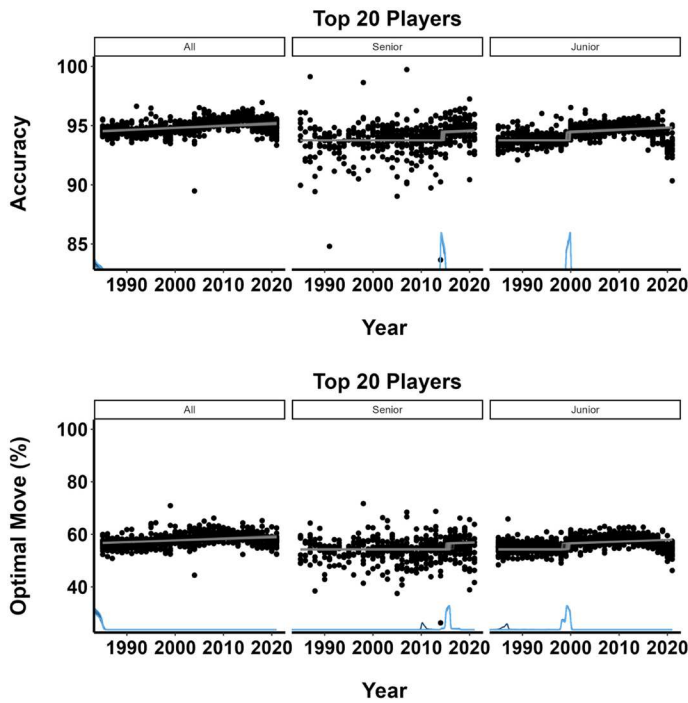 Top 20 Players
All Senior Junior
100
95
90
85
Accuracy
1990 2000 2010 2020 1990 2000 2010 2020 1990 2000 2010 2020
Year
Top 20 Players
All Senior Junior
100
80
60
40
Optimal Move (%)
1990 2000 2010 2020 1990 2000 2010 2020 1990 2000 2010 2020
Year